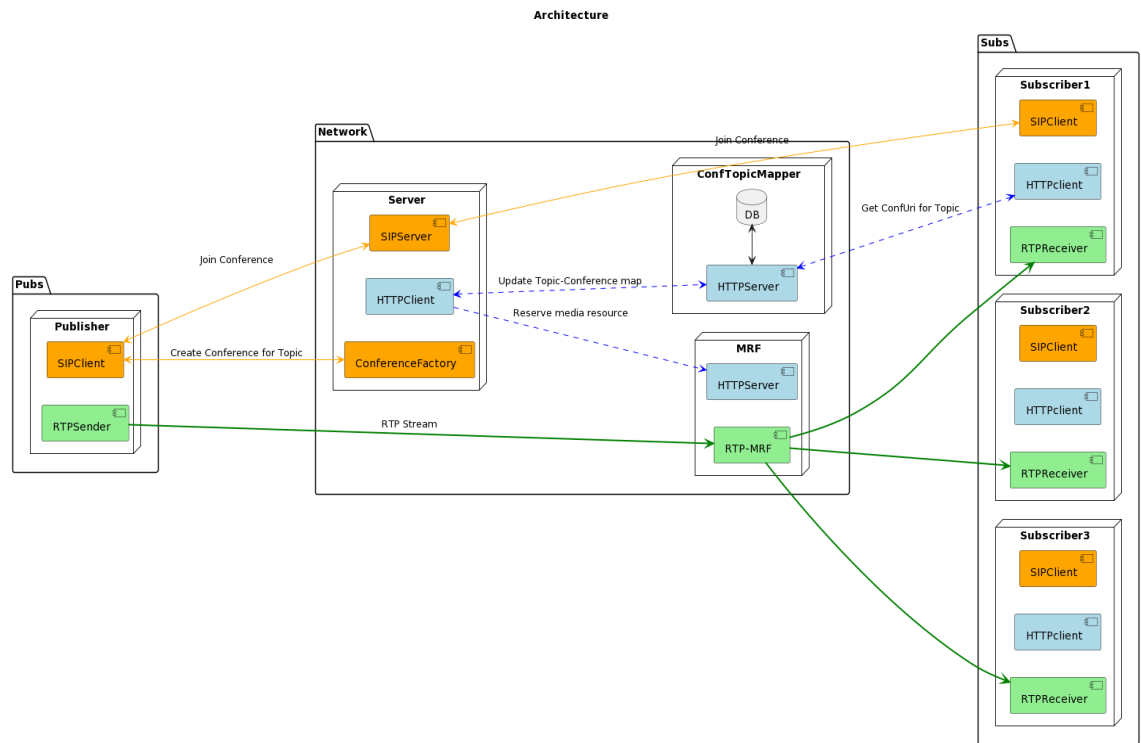 Architecture
Pubs
Publisher
SIPClient
RTPSender
Join Conference
Create Conference for Topic
RTP Stream
Network
Server
SIPServer
HTTPClient
ConferenceFactory
Update Topic-Conference map
Reserve media resource
Join Conference
ConfTopicMapper
DB
HTTPServer
MRF
HTTPServer
RTP-MRF
Get ConfUri for Topic
Subs
Subscriber1
SIPClient
HTTPclient
RTPReceiver
Subscriber2
SIPClient
HTTPclient
RTPReceiver
Subscriber3
SIPClient
HTTPclient
RTPReceiver